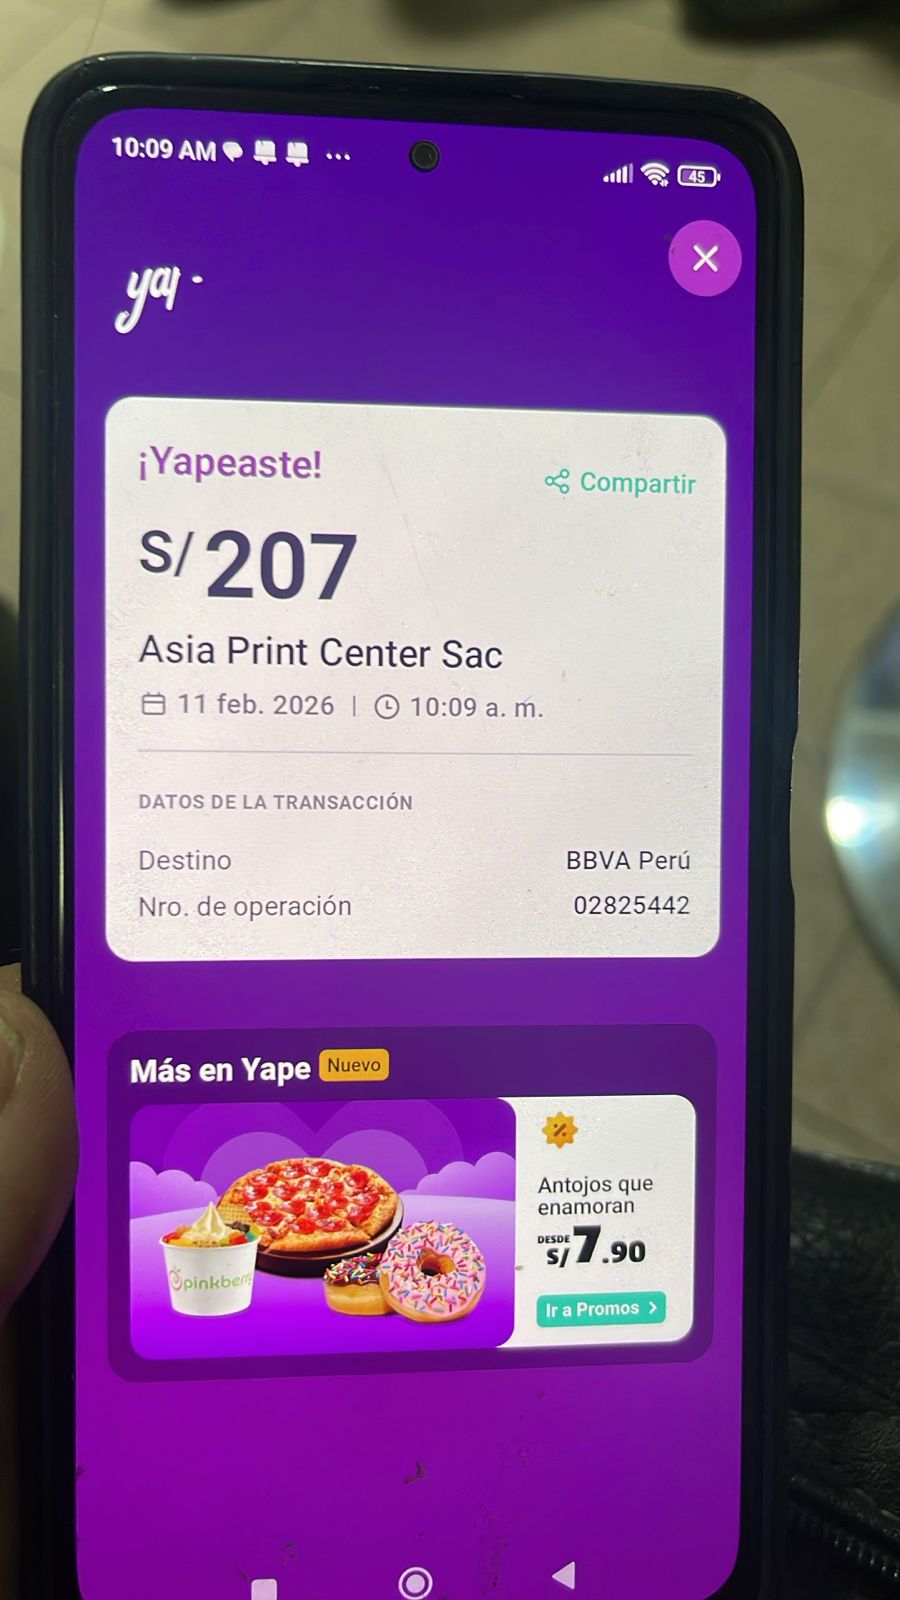 10:09 AM
45
¡Yapeaste!
Compartir
S/ 207
Asia Print Center Sac
11 feb. 2026 | 10:09 a. m.
DATOS DE LA TRANSACCIÓN
Destino BBVA Perú
Nro. de operación 02825442
Más en Yape Nuevo
pinkberry
Antojos que
enamoran
DESDE
S/ 7.90
Ir a Promos